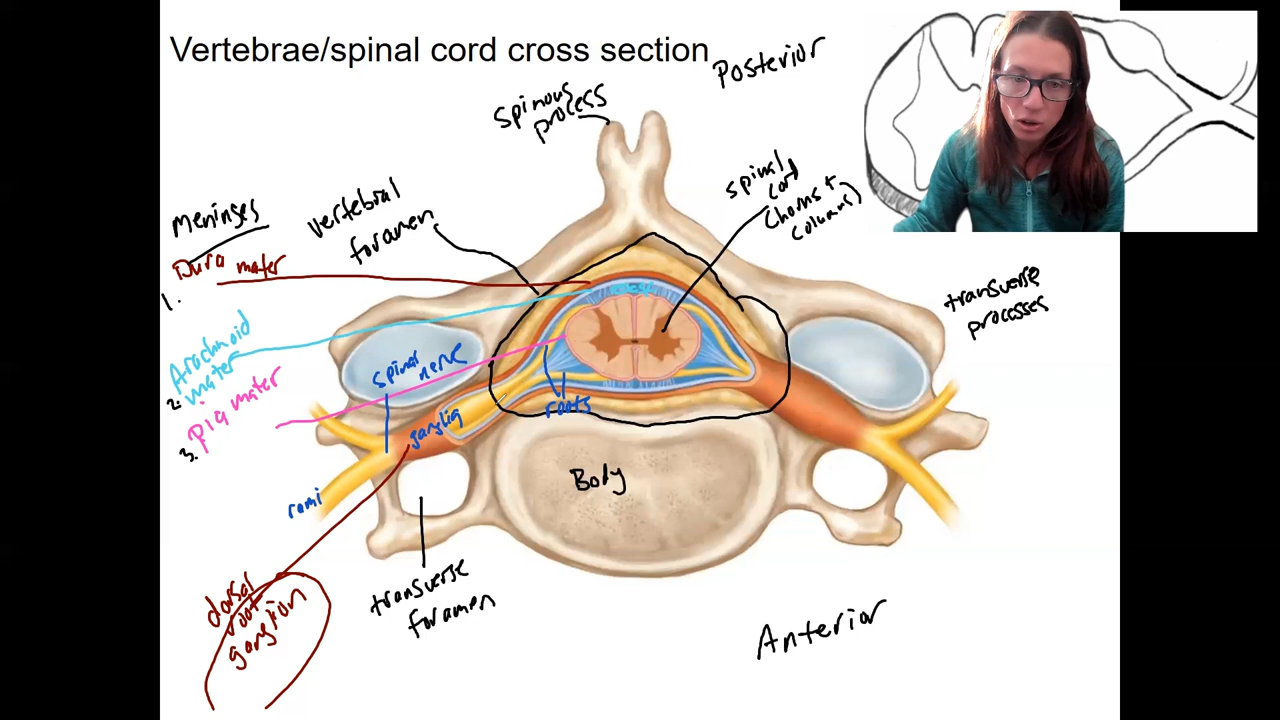 Vertebrae/spinal cord cross section
Posterior
spinous
process
spinal
cord
(horns +
columns)
Meninges
vertebral
foramen
Dura mater
1.
transverse
processes
Arachnoid
mater
2.
pia mater
3.
spinal nerve
ganglia
roots
Body
rami
dorsal
root
ganglion
transverse
foramen
Anterior